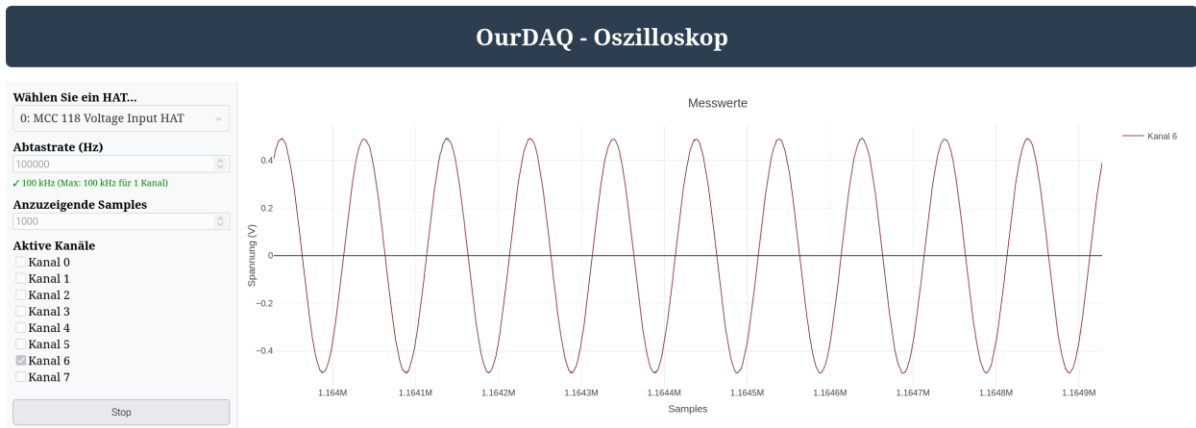 OurDAQ - Oszilloskop
Wählen Sie ein HAT...
0: MCC 118 Voltage Input HAT
Abtastrate (Hz)
100000
✓ 100 kHz (Max: 100 kHz für 1 Kanal)
Anzuzeigende Samples
1000
Aktive Kanäle
Kanal 0
Kanal 1
Kanal 2
Kanal 3
Kanal 4
Kanal 5
Kanal 6
Kanal 7
Stop
Messwerte
Kanal 6
Spannung (V)
0.4
0.2
0
−0.2
−0.4
1.164M 1.1641M 1.1642M 1.1643M 1.1644M 1.1645M 1.1646M 1.1647M 1.1648M 1.1649M
Samples